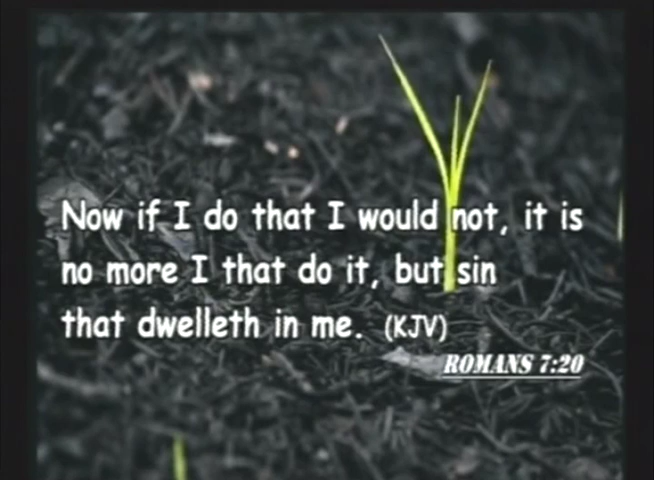 Now if I do that I would not, it is
no more I that do it, but sin
that dwelleth in me. (KJV)
ROMANS 7:20